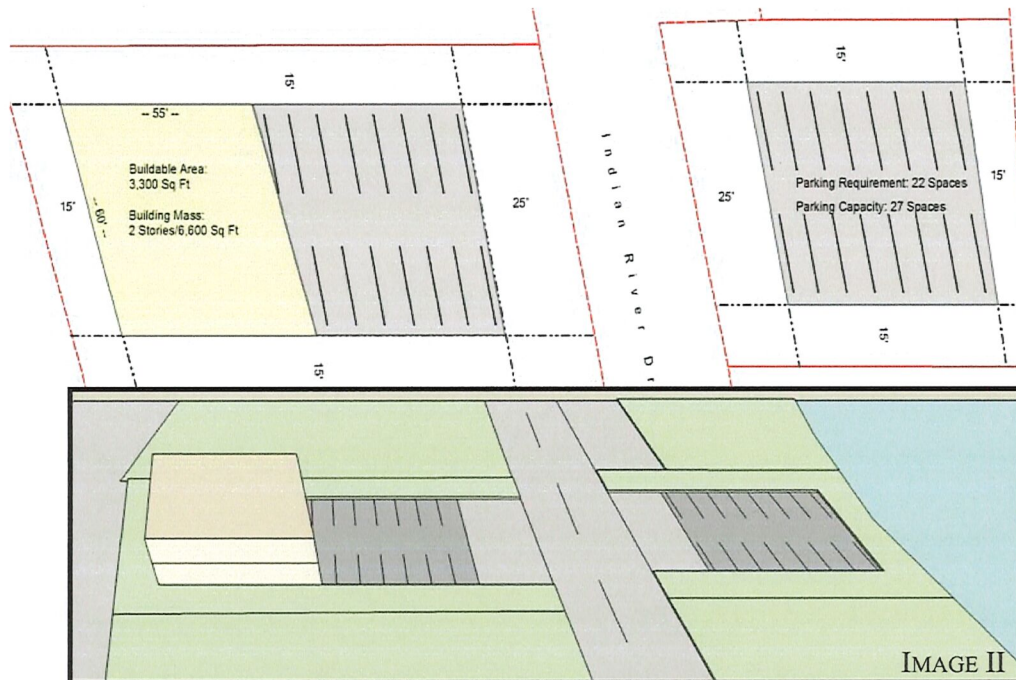 15'
-- 55' --
Buildable Area:
3,300 Sq Ft
Building Mass:
2 Stories/6,600 Sq Ft
15'
-- 60' --
25'
15'
Indian River Dr
15'
25'
15'
Parking Requirement: 22 Spaces
Parking Capacity: 27 Spaces
15'
IMAGE II